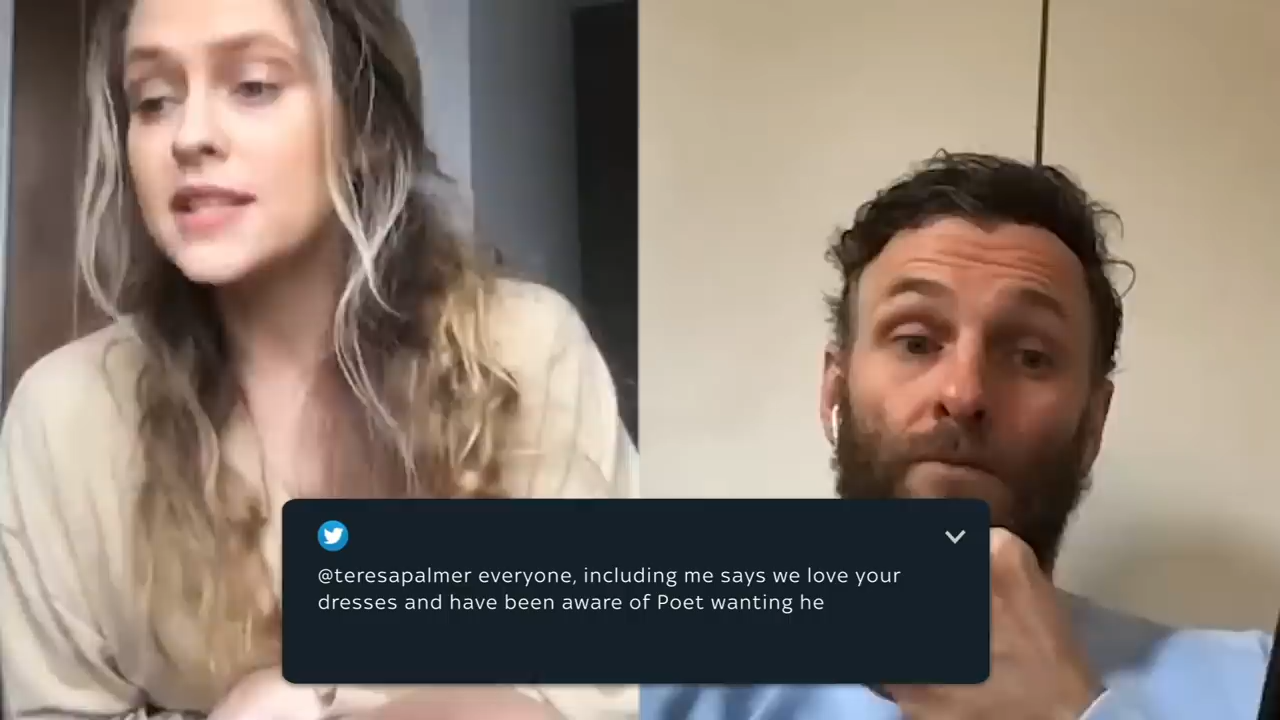 @teresapalmer everyone, including me says we love your
dresses and have been aware of Poet wanting he